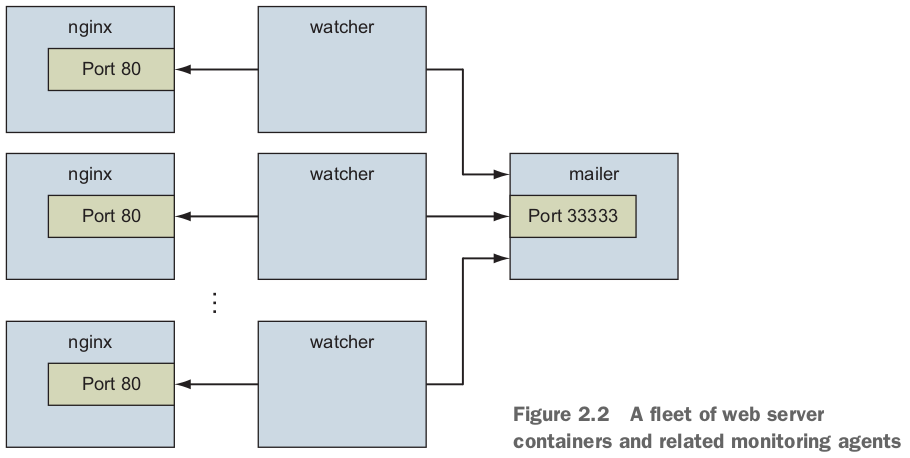 nginx
Port 80
watcher
nginx
Port 80
watcher
mailer
Port 33333
⋮
nginx
Port 80
watcher
Figure 2.2 A fleet of web server
containers and related monitoring agents